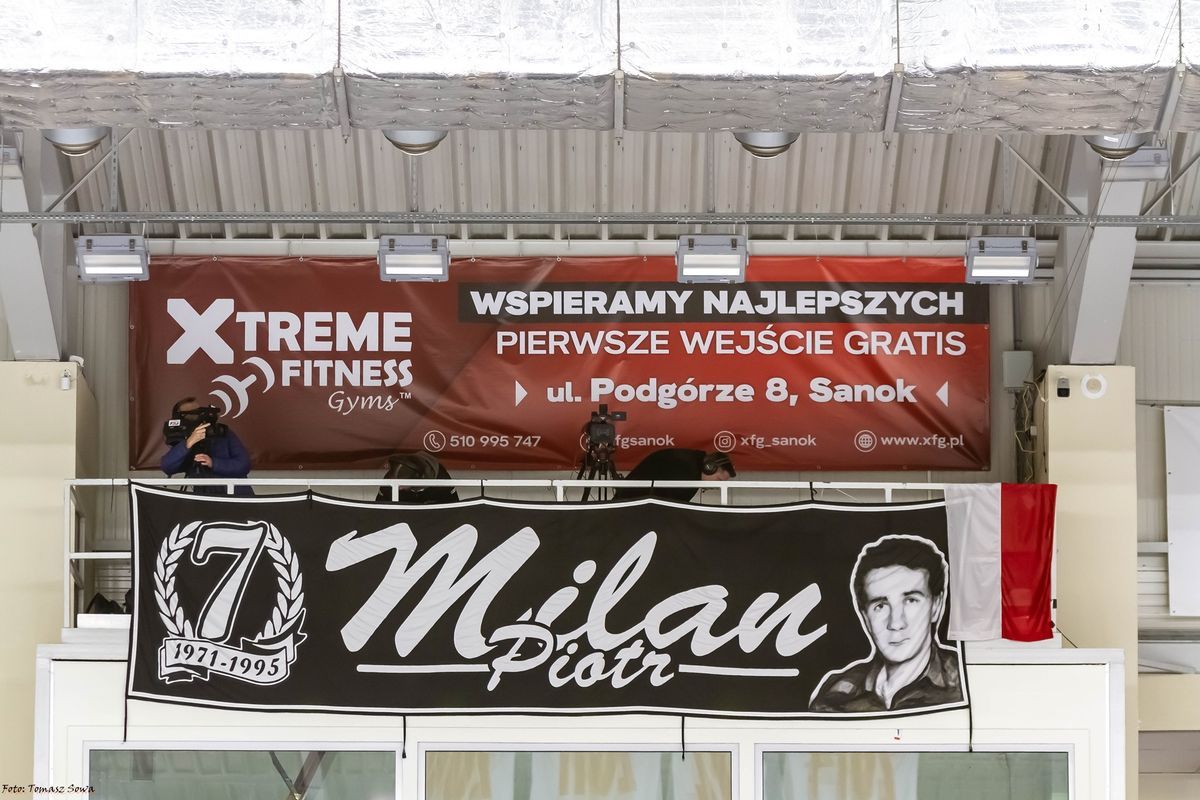 XTREME
FITNESS
Gyms™
WSPIERAMY NAJLEPSZYCH
PIERWSZE WEJŚCIE GRATIS
ul. Podgórze 8, Sanok
510 995 747
xfg_sanok
www.xfg.pl
7
1971-1995
Milan
Piotr
Foto: Tomasz Sowa